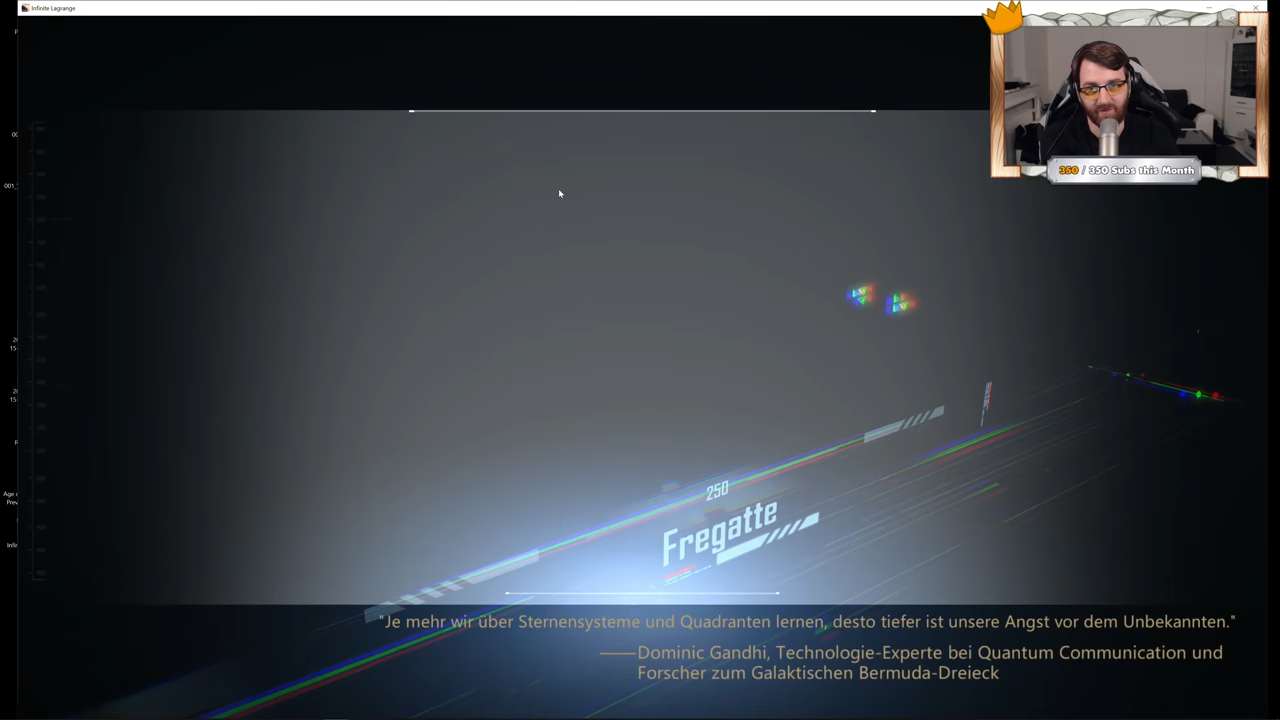 Infinite Lagrange
350 / 350 Subs this Month
250
Fregatte
"Je mehr wir über Sternensysteme und Quadranten lernen, desto tiefer ist unsere Angst vor dem Unbekannten."
——Dominic Gandhi, Technologie-Experte bei Quantum Communication und
Forscher zum Galaktischen Bermuda-Dreieck